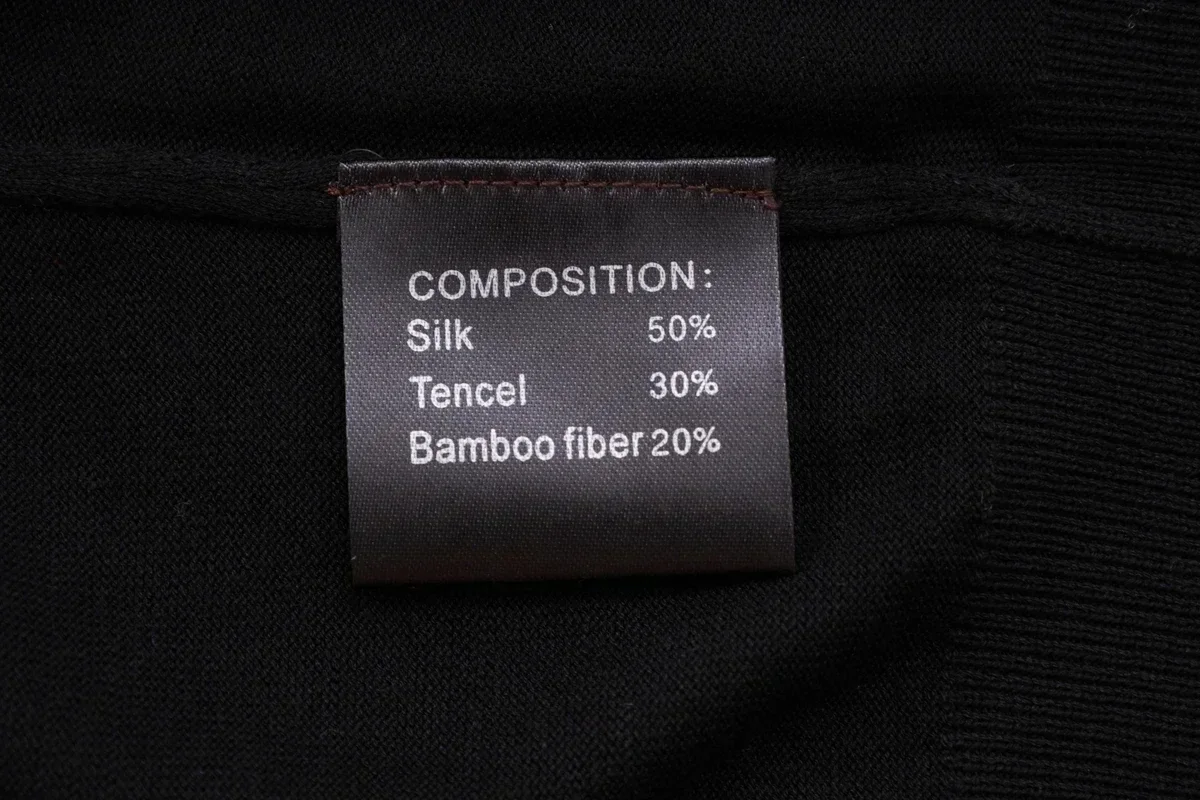 COMPOSITION:
Silk 50%
Tencel 30%
Bamboo fiber 20%